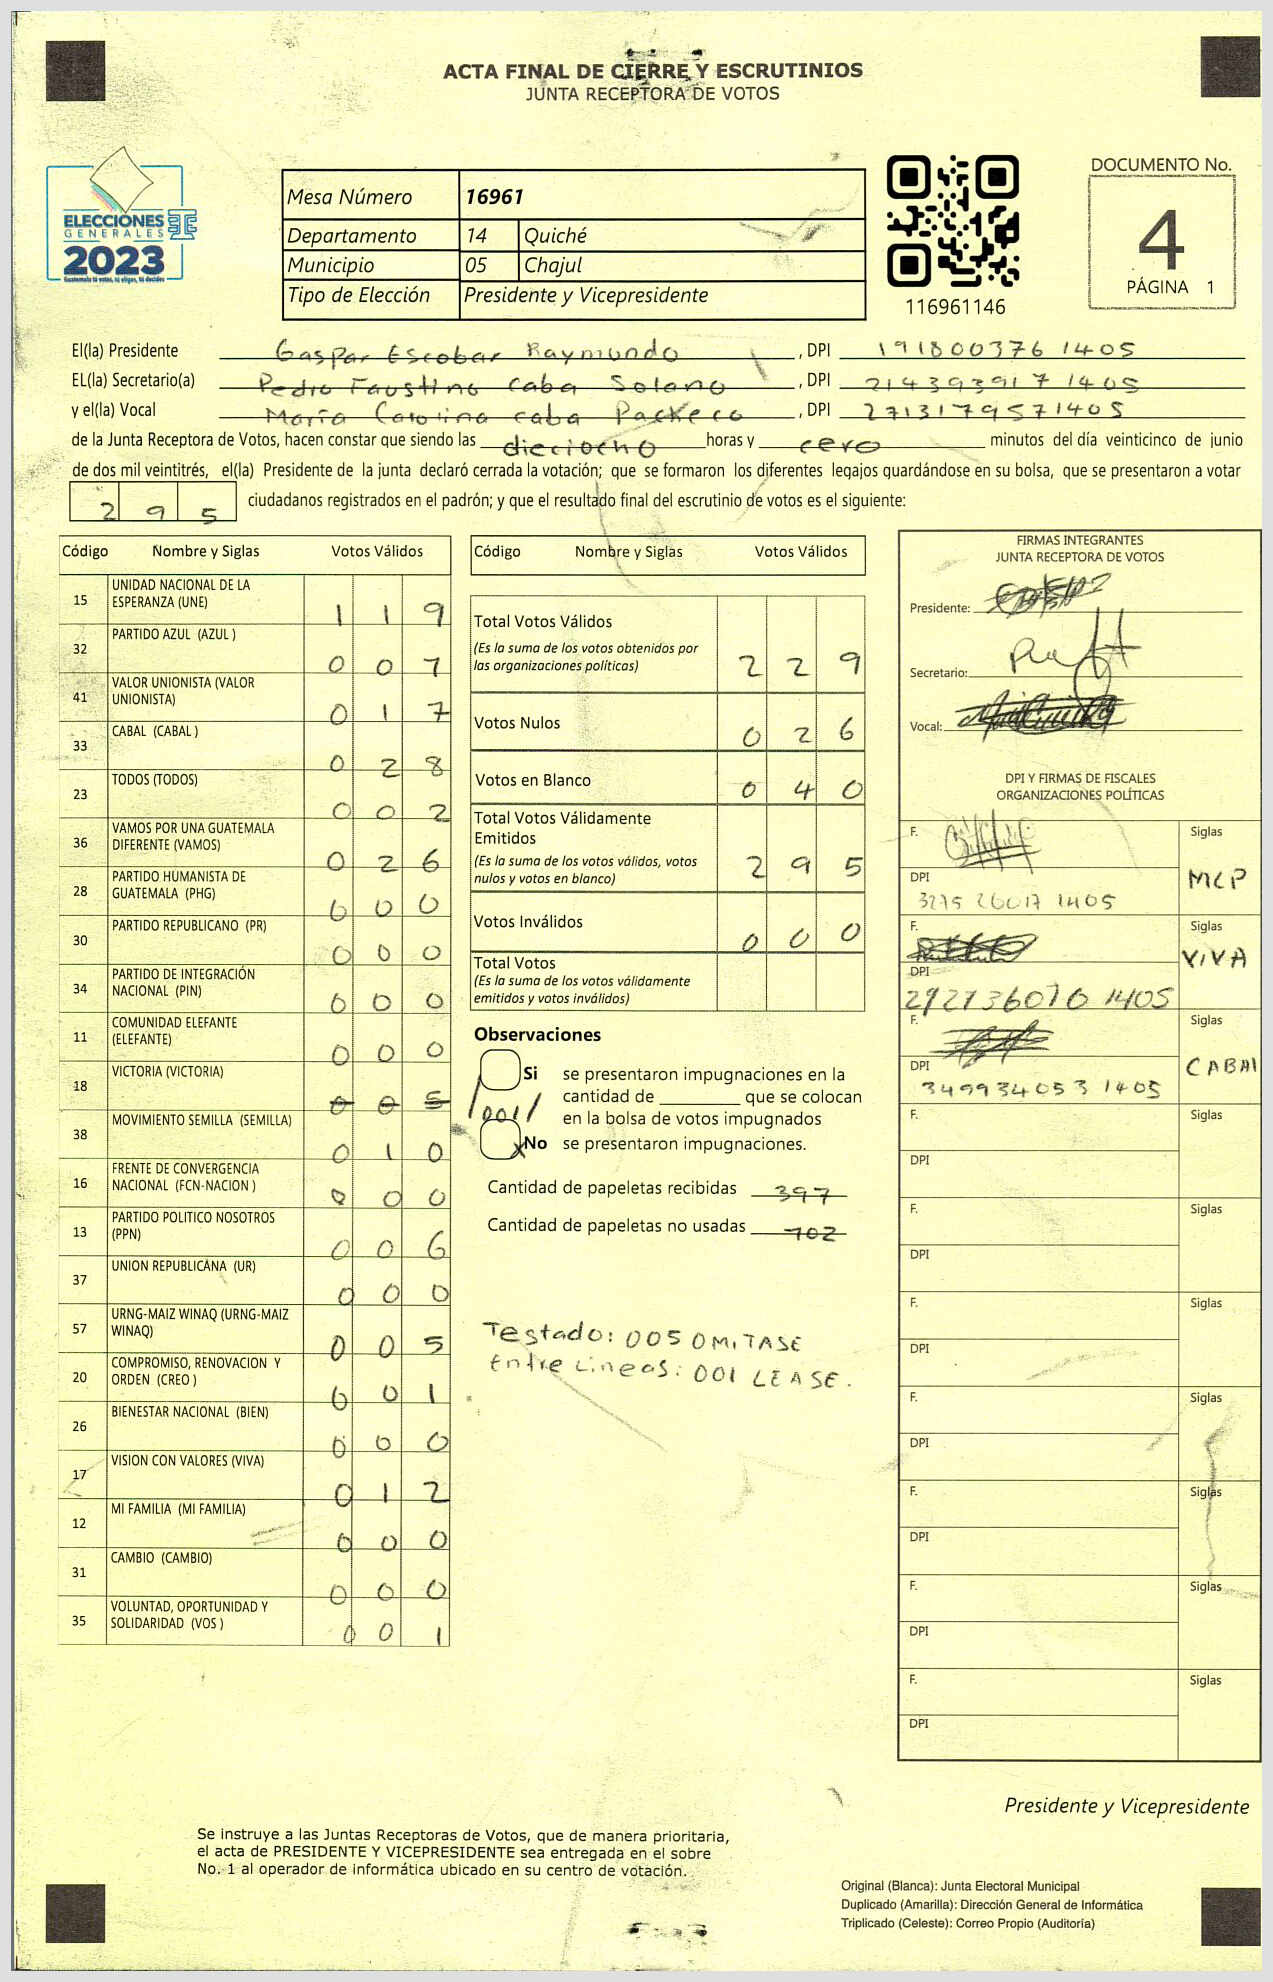 ACTA FINAL DE CIERRE Y ESCRUTINIOS
JUNTA RECEPTORA DE VOTOS
ELECCIONES
GENERALES
2023
Guatemala tú votas, tú eliges, tú decides
Mesa Número 16961
Departamento 14 Quiché
Municipio 05 Chajul
Tipo de Elección Presidente y Vicepresidente
116961146
DOCUMENTO No.
4
PÁGINA 1
El(la) Presidente Gaspar Escobar Raymundo , DPI 191800376 1405
EL(la) Secretario(a) Pedro Faustino caba Solano , DPI 214393917 1405
y el(la) Vocal María Carolina caba Pacheco , DPI 2713179571405
de la Junta Receptora de Votos, hacen constar que siendo las dieciocho horas y cero minutos del día veinticinco de junio
de dos mil veintitrés, el(la) Presidente de la junta declaró cerrada la votación; que se formaron los diferentes legajos guardándose en su bolsa, que se presentaron a votar
295 ciudadanos registrados en el padrón; y que el resultado final del escrutinio de votos es el siguiente:
Código Nombre y Siglas Votos Válidos
15 UNIDAD NACIONAL DE LA ESPERANZA (UNE) 1 1 9
32 PARTIDO AZUL (AZUL ) 0 0 7
41 VALOR UNIONISTA (VALOR UNIONISTA) 0 1 7
33 CABAL (CABAL ) 0 2 8
23 TODOS (TODOS) 0 0 2
36 VAMOS POR UNA GUATEMALA DIFERENTE (VAMOS) 0 2 6
28 PARTIDO HUMANISTA DE GUATEMALA (PHG) 0 0 0
30 PARTIDO REPUBLICANO (PR) 0 0 0
34 PARTIDO DE INTEGRACIÓN NACIONAL (PIN) 0 0 0
11 COMUNIDAD ELEFANTE (ELEFANTE) 0 0 0
18 VICTORIA (VICTORIA) 0 0 5
38 MOVIMIENTO SEMILLA (SEMILLA) 0 1 0
16 FRENTE DE CONVERGENCIA NACIONAL (FCN-NACION ) 0 0 0
13 PARTIDO POLITICO NOSOTROS (PPN) 0 0 6
37 UNION REPUBLICANA (UR) 0 0 0
57 URNG-MAIZ WINAQ (URNG-MAIZ WINAQ) 0 0 5
20 COMPROMISO, RENOVACION Y ORDEN (CREO ) 0 0 1
26 BIENESTAR NACIONAL (BIEN) 0 0 0
17 VISION CON VALORES (VIVA) 0 1 2
12 MI FAMILIA (MI FAMILIA) 0 0 0
31 CAMBIO (CAMBIO) 0 0 0
35 VOLUNTAD, OPORTUNIDAD Y SOLIDARIDAD (VOS ) 0 0 1
Código Nombre y Siglas Votos Válidos
Total Votos Válidos 2 2 9
(Es la suma de los votos obtenidos por
las organizaciones políticas)
Votos Nulos 0 2 6
Votos en Blanco 0 4 0
Total Votos Válidamente
Emitidos 2 9 5
(Es la suma de los votos válidos, votos
nulos y votos en blanco)
Votos Inválidos 0 0 0
Total Votos
(Es la suma de los votos válidamente
emitidos y votos inválidos)
Observaciones
Si se presentaron impugnaciones en la
cantidad de ________ que se colocan
/001/ en la bolsa de votos impugnados
x No se presentaron impugnaciones.
Cantidad de papeletas recibidas 397
Cantidad de papeletas no usadas 102
Testado: 005 OMITASE
Entre Lineas: 001 LEASE.
FIRMAS INTEGRANTES
JUNTA RECEPTORA DE VOTOS
Presidente:
Secretario:
Vocal:
DPI Y FIRMAS DE FISCALES
ORGANIZACIONES POLÍTICAS
F. Siglas
DPI MLP
3275 26017 1405
F. Siglas
DPI VIVA
292736070 1405
F. Siglas
DPI CABAl
349934053 1405
F. Siglas
DPI
F. Siglas
DPI
F. Siglas
DPI
F. Siglas
DPI
F. Siglas
DPI
F. Siglas
DPI
F. Siglas
DPI
Presidente y Vicepresidente
Se instruye a las Juntas Receptoras de Votos, que de manera prioritaria,
el acta de PRESIDENTE Y VICEPRESIDENTE sea entregada en el sobre
No. 1 al operador de informática ubicado en su centro de votación.
Original (Blanca): Junta Electoral Municipal
Duplicado (Amarilla): Dirección General de Informática
Triplicado (Celeste): Correo Propio (Auditoría)